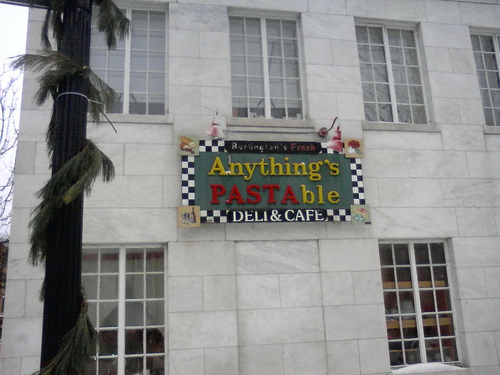 Burlington's Fresh
Anything's
PASTAble
DELI & CAFE